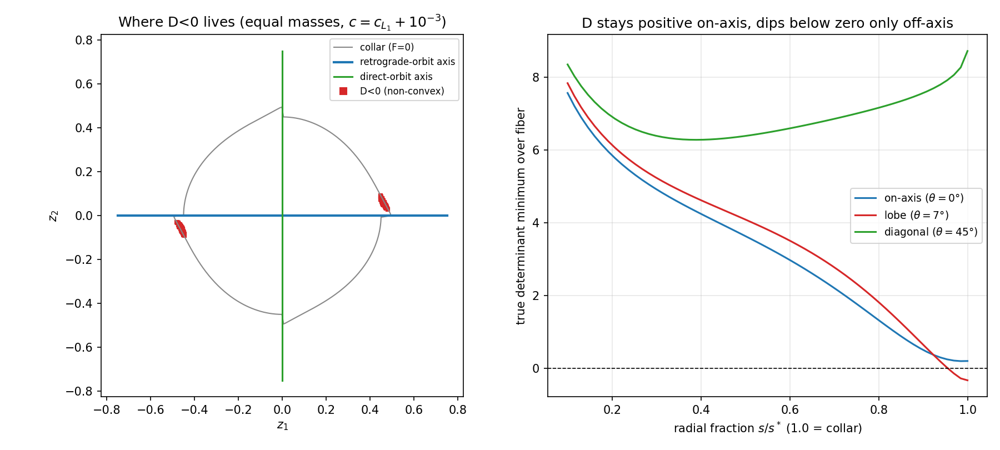 Where D<0 lives (equal masses, $c = c_{L_1} + 10^{-3}$)
collar (F=0)
retrograde-orbit axis
direct-orbit axis
D<0 (non-convex)
0.8
0.6
0.4
0.2
0.0
−0.2
−0.4
−0.6
−0.8
z₂
−0.8 −0.6 −0.4 −0.2 0.0 0.2 0.4 0.6 0.8
z₁
D stays positive on-axis, dips below zero only off-axis
true determinant minimum over fiber
8
6
4
2
0
on-axis (θ = 0°)
lobe (θ = 7°)
diagonal (θ = 45°)
0.2 0.4 0.6 0.8 1.0
radial fraction s/s* (1.0 = collar)